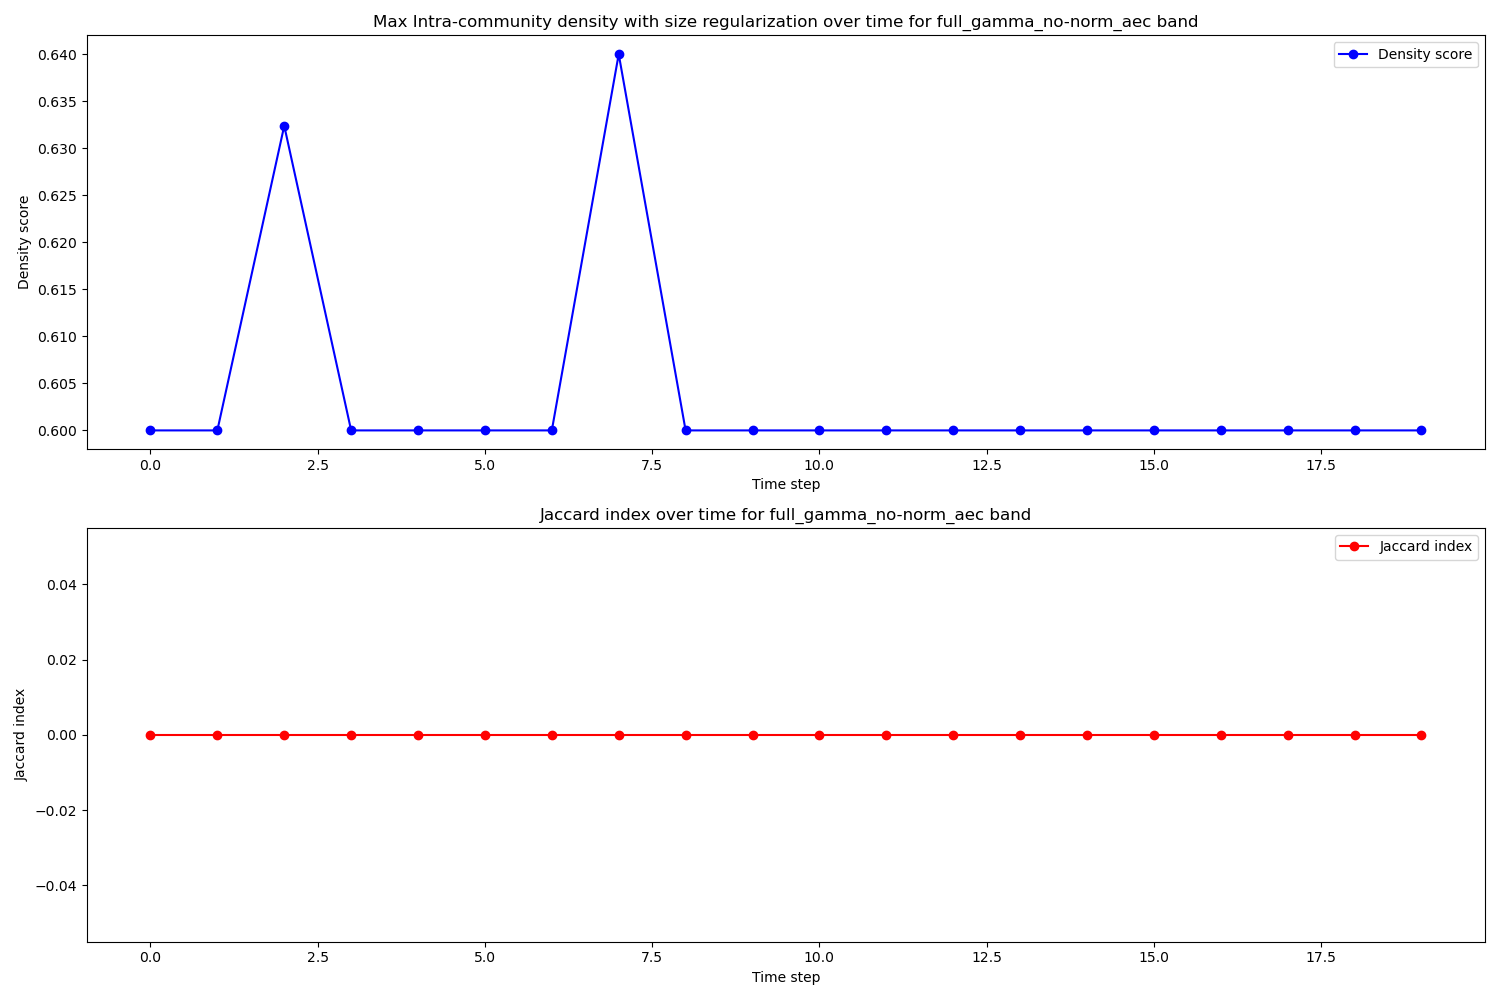 Max Intra-community density with size regularization over time for full_gamma_no-norm_aec band
Density score
0.640
0.635
0.630
0.625
0.620
0.615
0.610
0.605
0.600
Density score
0.0 2.5 5.0 7.5 10.0 12.5 15.0 17.5
Time step
Jaccard index over time for full_gamma_no-norm_aec band
Jaccard index
0.04
0.02
0.00
−0.02
−0.04
Jaccard index
0.0 2.5 5.0 7.5 10.0 12.5 15.0 17.5
Time step